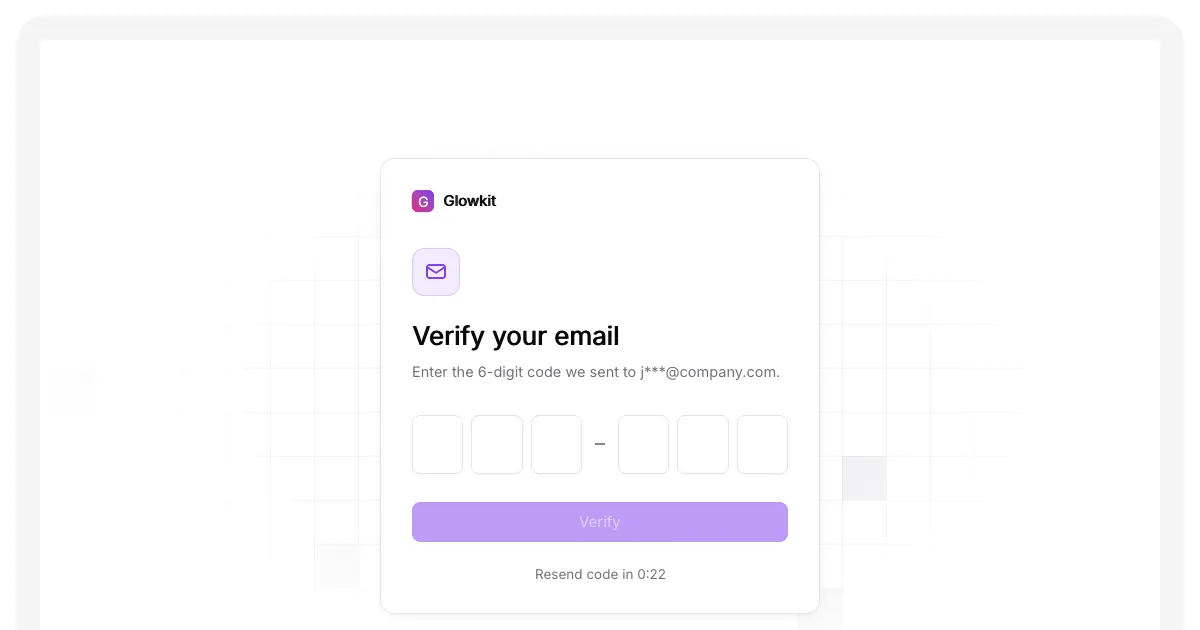 G Glowkit
Verify your email
Enter the 6-digit code we sent to j***@company.com.
–
Verify
Resend code in 0:22